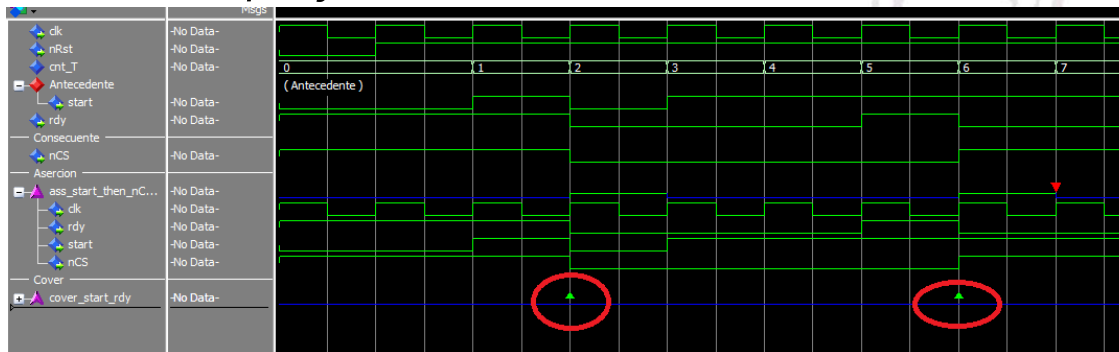 Msgs
clk -No Data-
nRst -No Data-
cnt_T -No Data- 0 1 2 3 4 5 6 7
Antecedente ( Antecedente )
start -No Data-
rdy -No Data-
Consecuente
nCS -No Data-
Asercion
ass_start_then_nC... -No Data-
clk -No Data-
rdy -No Data-
start -No Data-
nCS -No Data-
Cover
cover_start_rdy -No Data-